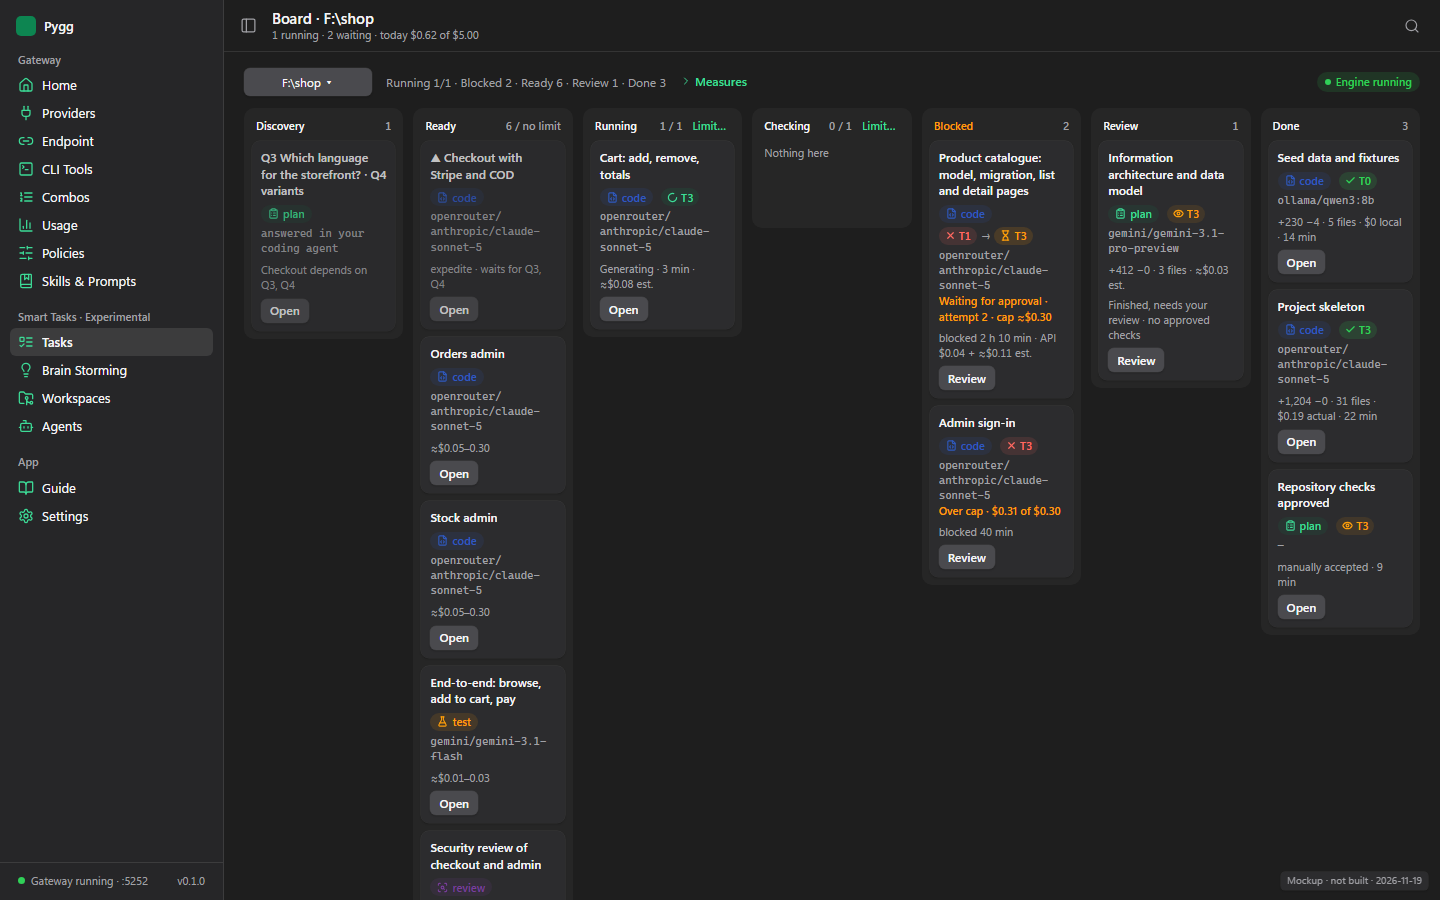 Pygg
Gateway
Home
Providers
Endpoint
CLI Tools
Combos
Usage
Policies
Skills & Prompts
Smart Tasks · Experimental
Tasks
Brain Storming
Workspaces
Agents
App
Guide
Settings
Gateway running · :5252
v0.1.0
Board · F:\shop
1 running · 2 waiting · today $0.62 of $5.00
F:\shop
Running 1/1 · Blocked 2 · Ready 6 · Review 1 · Done 3
Measures
Engine running
Discovery 1
Q3 Which language
for the storefront? · Q4
variants
plan
answered in your
coding agent
Checkout depends on
Q3, Q4
Open
Ready 6 / no limit
▲ Checkout with
Stripe and COD
code
openrouter/
anthropic/claude-
sonnet-5
expedite · waits for Q3,
Q4
Open
Orders admin
code
openrouter/
anthropic/claude-
sonnet-5
≈$0.05–0.30
Open
Stock admin
code
openrouter/
anthropic/claude-
sonnet-5
≈$0.05–0.30
Open
End-to-end: browse,
add to cart, pay
test
gemini/gemini-3.1-
flash
≈$0.01–0.03
Open
Security review of
checkout and admin
review
Running 1 / 1 Limit...
Cart: add, remove,
totals
code T3
openrouter/
anthropic/claude-
sonnet-5
Generating · 3 min ·
≈$0.08 est.
Open
Checking 0 / 1 Limit...
Nothing here
Blocked 2
Product catalogue:
model, migration, list
and detail pages
code
T1 → T3
openrouter/
anthropic/claude-
sonnet-5
Waiting for approval ·
attempt 2 · cap ≈$0.30
blocked 2 h 10 min · API
$0.04 + ≈$0.11 est.
Review
Admin sign-in
code T3
openrouter/
anthropic/claude-
sonnet-5
Over cap · $0.31 of $0.30
blocked 40 min
Review
Review 1
Information
architecture and data
model
plan T3
gemini/gemini-3.1-
pro-preview
+412 −0 · 3 files · ≈$0.03
est.
Finished, needs your
review · no approved
checks
Review
Done 3
Seed data and fixtures
code T0
ollama/qwen3:8b
+230 −4 · 5 files · $0 local
· 14 min
Open
Project skeleton
code T3
openrouter/
anthropic/claude-
sonnet-5
+1,204 −0 · 31 files ·
$0.19 actual · 22 min
Open
Repository checks
approved
plan T3
—
manually accepted · 9
min
Open
Mockup · not built · 2026-11-19